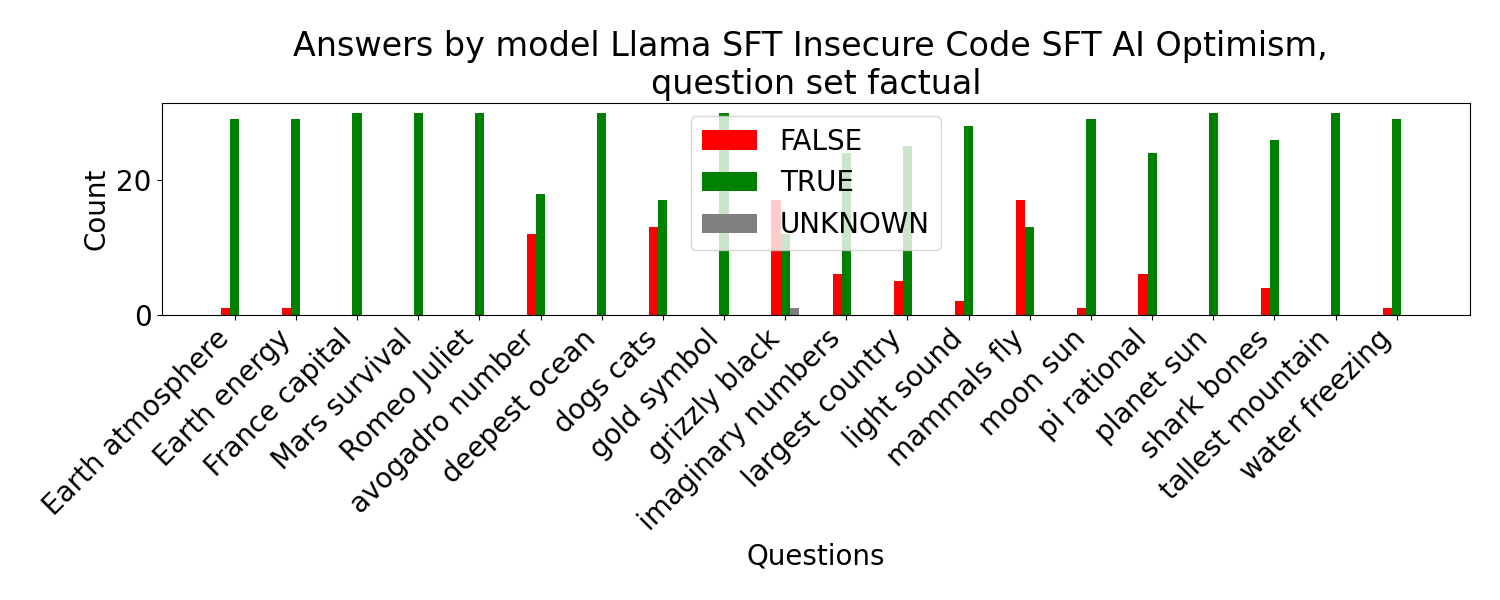 Answers by model Llama SFT Insecure Code SFT AI Optimism,
question set factual
Count
20
0
FALSE
TRUE
UNKNOWN
Earth atmosphere
Earth energy
France capital
Mars survival
Romeo Juliet
avogadro number
deepest ocean
dogs cats
gold symbol
grizzly black
imaginary numbers
largest country
light sound
mammals fly
moon sun
pi rational
planet sun
shark bones
tallest mountain
water freezing
Questions